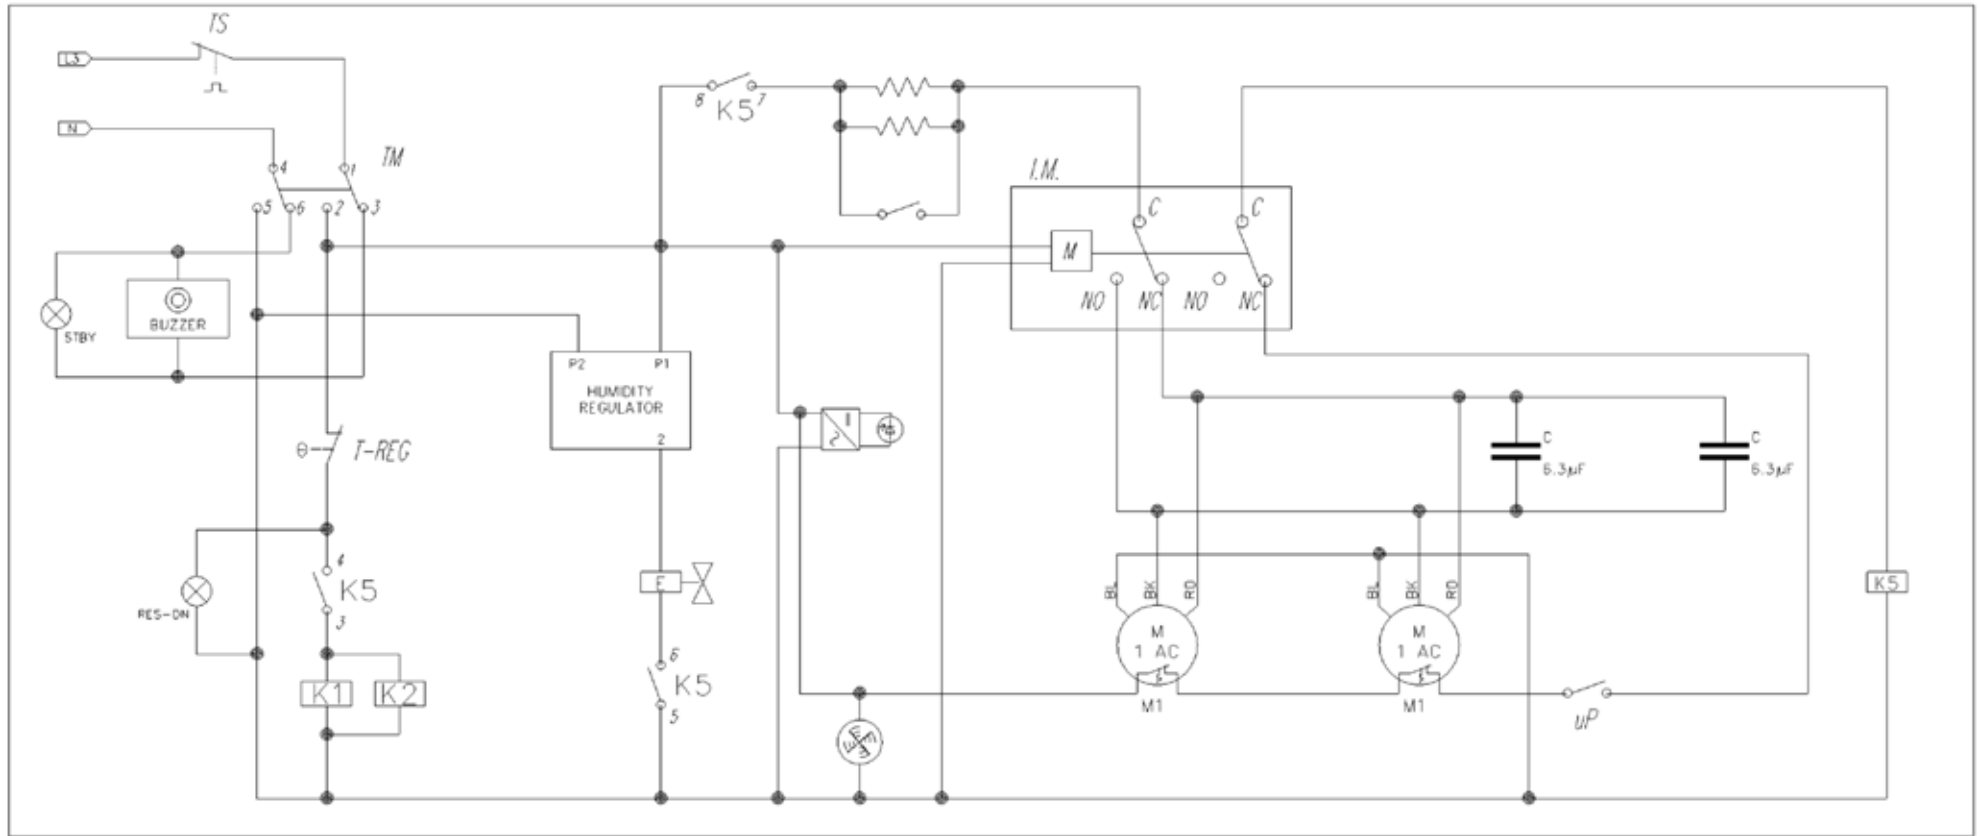 TS
L3
8 K5 7
N
4 1 TM
I.M.
5 6 2 3
C C
M
NO NC NO NC
BUZZER
STBY
P2 P1
HUMIDITY
REGULATOR
2
T-REG
C C
6.3µF 6.3µF
4
K5
3
RES-ON
E
BL BK RD BL BK RD
K5
M M
1 AC 1 AC
6
K5
5
K1 K2
M1 M1 uP